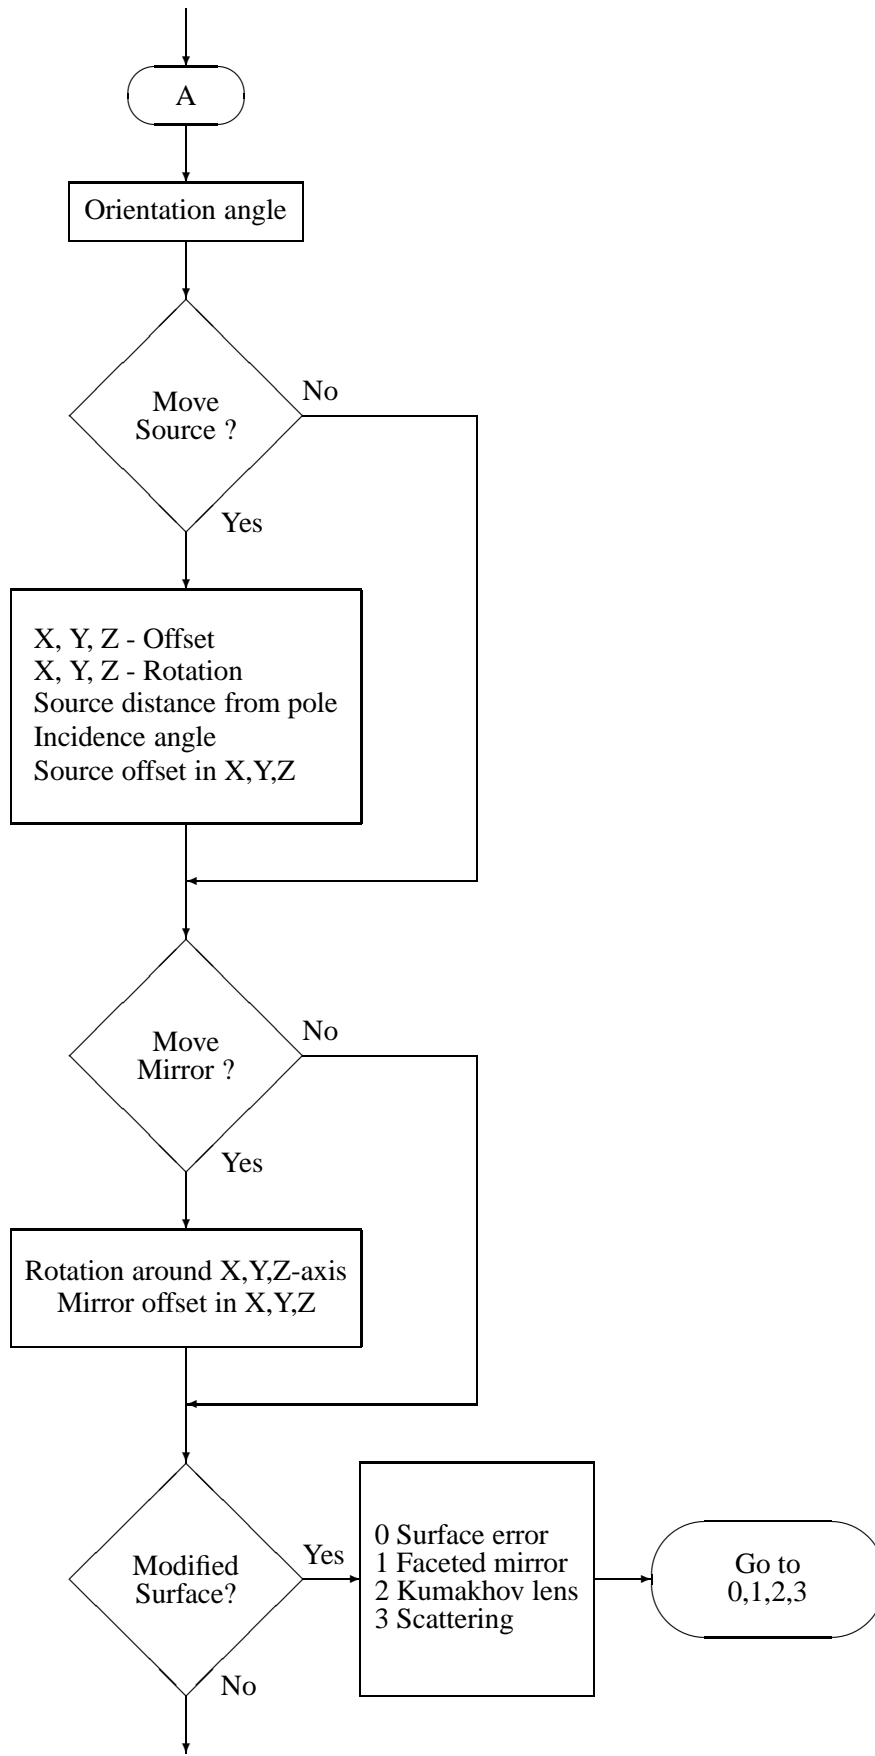 A
Orientation angle
Move
Source ?
No
Yes
X, Y, Z - Offset
X, Y, Z - Rotation
Source distance from pole
Incidence angle
Source offset in X,Y,Z
Move
Mirror ?
No
Yes
Rotation around X,Y,Z-axis
Mirror offset in X,Y,Z
Modified
Surface?
Yes
No
0 Surface error
1 Faceted mirror
2 Kumakhov lens
3 Scattering
Go to
0,1,2,3